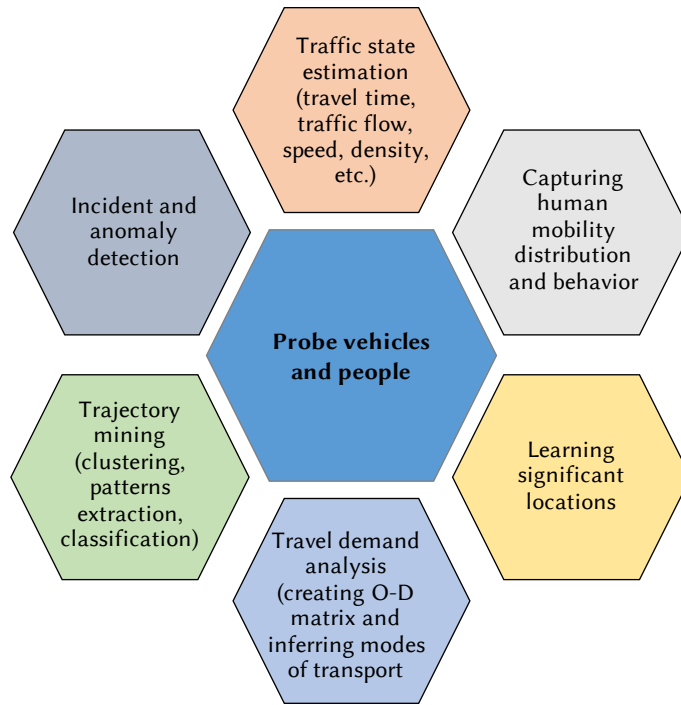 Traffic state
estimation
(travel time,
traffic flow,
speed, density,
etc.)
Incident and
anomaly
detection
Capturing
human
mobility
distribution
and behavior
Probe vehicles
and people
Trajectory
mining
(clustering,
patterns
extraction,
classification)
Learning
significant
locations
Travel demand
analysis
(creating O-D
matrix and
inferring modes
of transport